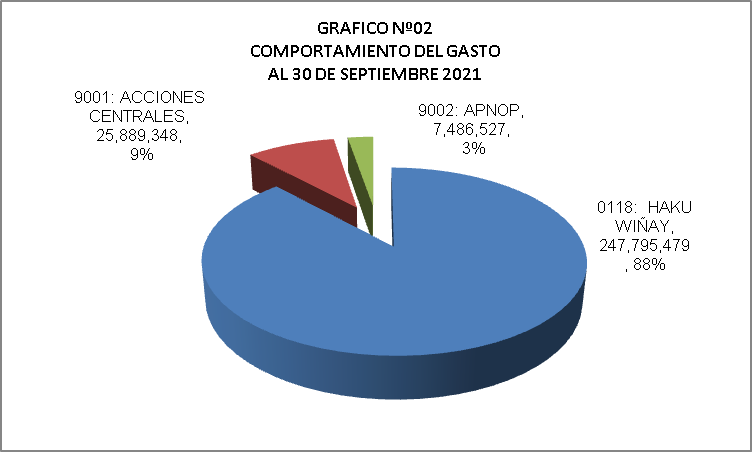 GRAFICO Nº02
COMPORTAMIENTO DEL GASTO
AL 30 DE SEPTIEMBRE 2021
9001: ACCIONES
CENTRALES,
25,889,348,
9%
9002: APNOP,
7,486,527,
3%
0118:  HAKU
WIÑAY,
247,795,479
, 88%